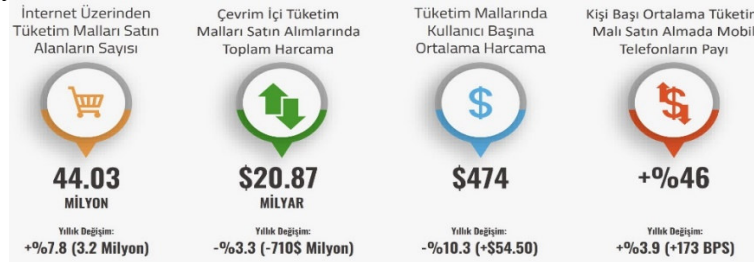 İnternet Üzerinden
Tüketim Malları Satın
Alanların Sayısı
44.03
MİLYON
Yıllık Değişim:
+%7.8 (3.2 Milyon)
Çevrim İçi Tüketim
Malları Satın Alımlarında
Toplam Harcama
$20.87
MİLYAR
Yıllık Değişim:
-%3.3 (-710$ Milyon)
Tüketim Mallarında
Kullanıcı Başına
Ortalama Harcama
$
$474
Yıllık Değişim:
-%10.3 (+$54.50)
Kişi Başı Ortalama Tüketim
Malı Satın Almada Mobil
Telefonların Payı
$
+%46
Yıllık Değişim:
+%3.9 (+173 BPS)